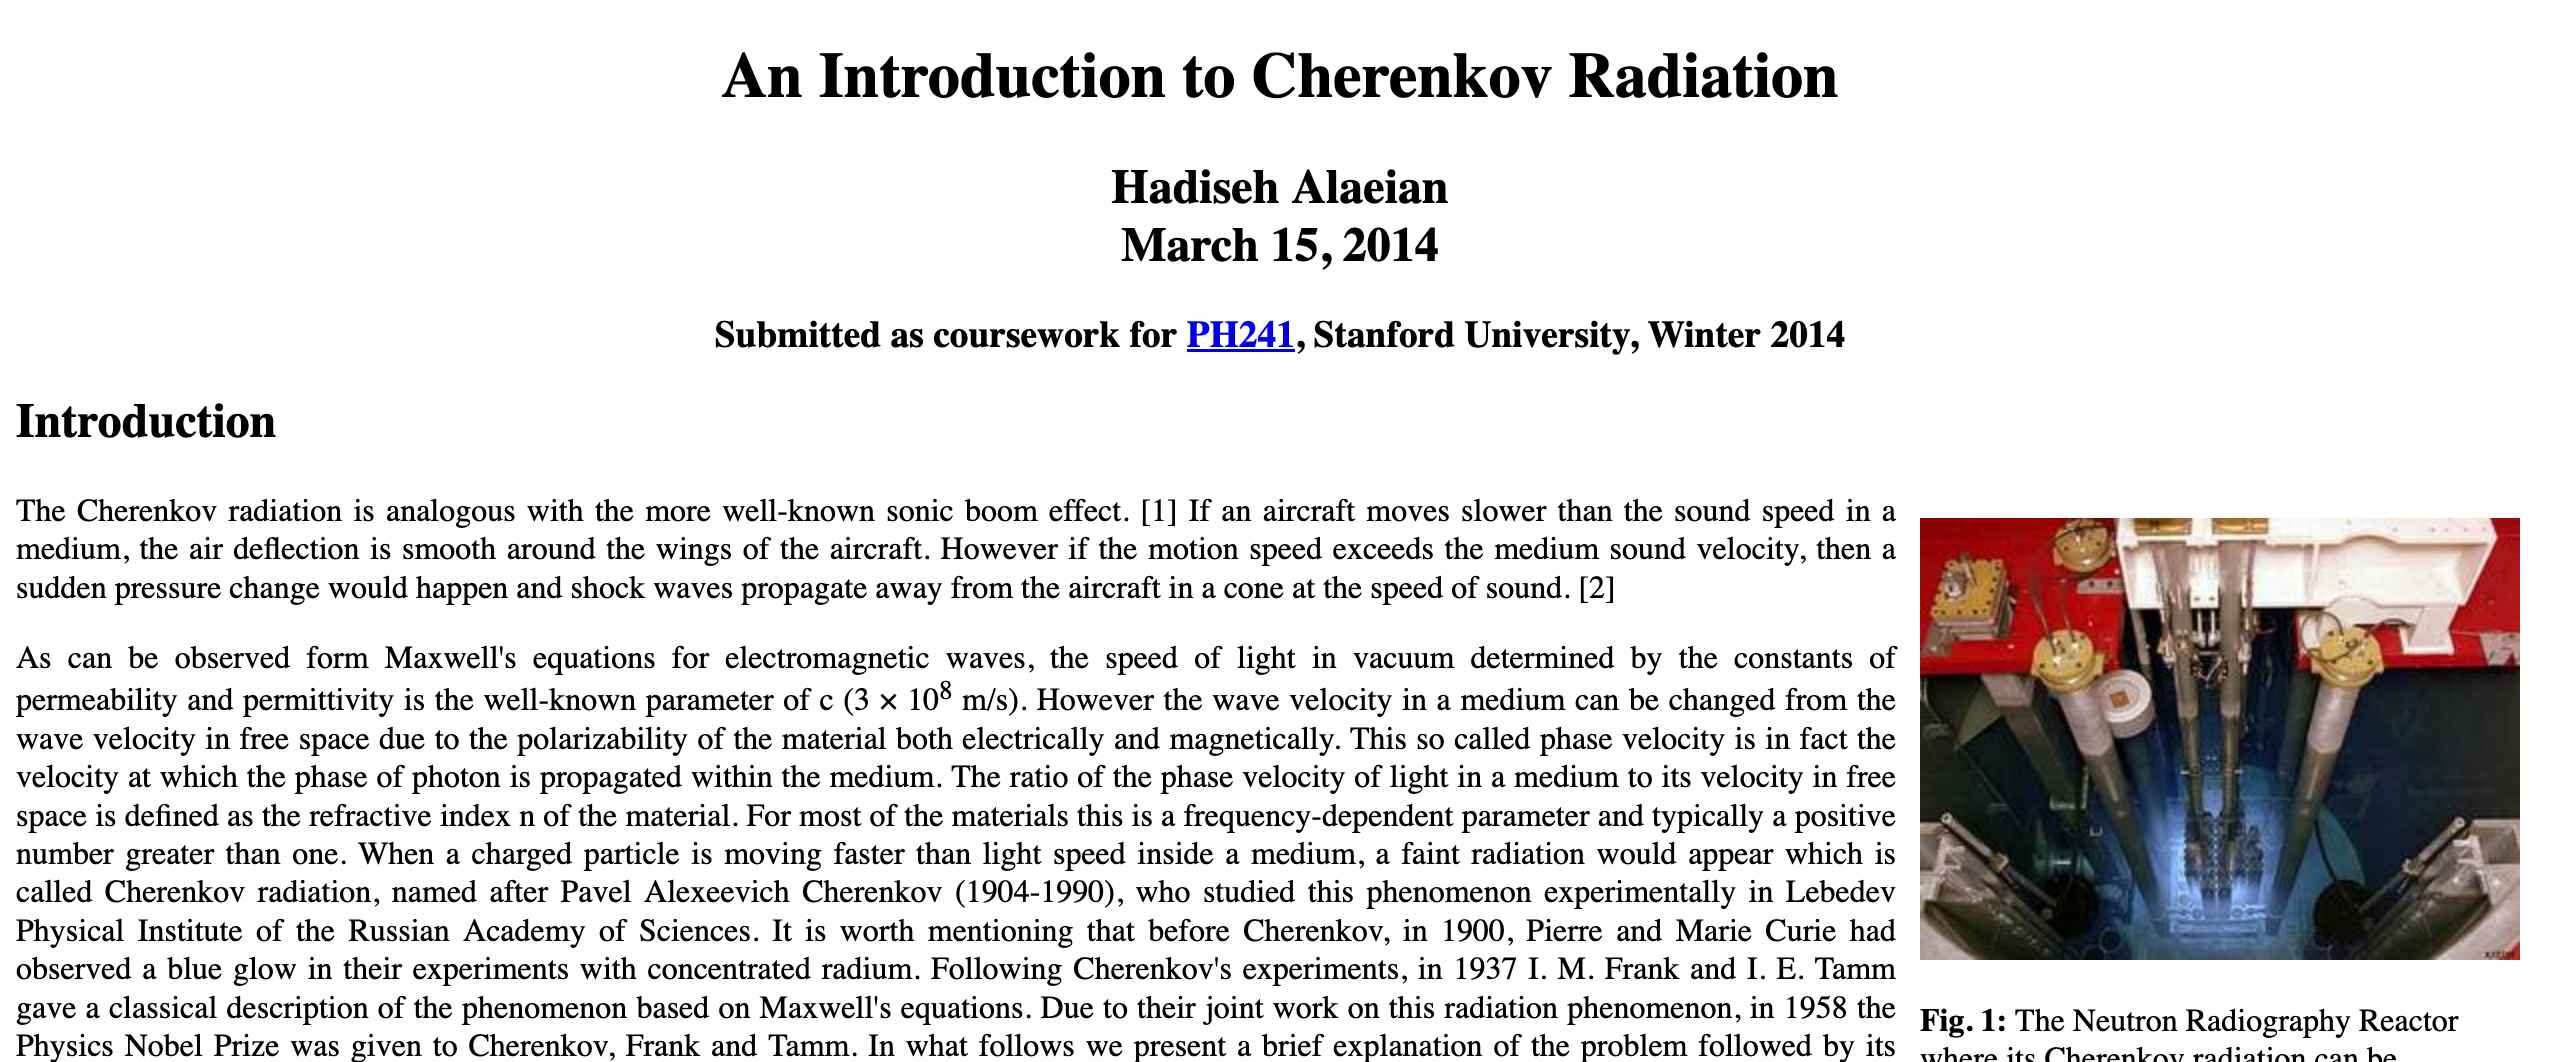 An Introduction to Cherenkov Radiation
Hadiseh Alaeian
March 15, 2014
Submitted as coursework for PH241, Stanford University, Winter 2014
Introduction
The Cherenkov radiation is analogous with the more well-known sonic boom effect. [1] If an aircraft moves slower than the sound speed in a
medium, the air deflection is smooth around the wings of the aircraft. However if the motion speed exceeds the medium sound velocity, then a
sudden pressure change would happen and shock waves propagate away from the aircraft in a cone at the speed of sound. [2]
As can be observed form Maxwell's equations for electromagnetic waves, the speed of light in vacuum determined by the constants of
permeability and permittivity is the well-known parameter of c (3 × 10⁸ m/s). However the wave velocity in a medium can be changed from the
wave velocity in free space due to the polarizability of the material both electrically and magnetically. This so called phase velocity is in fact the
velocity at which the phase of photon is propagated within the medium. The ratio of the phase velocity of light in a medium to its velocity in free
space is defined as the refractive index n of the material. For most of the materials this is a frequency-dependent parameter and typically a positive
number greater than one. When a charged particle is moving faster than light speed inside a medium, a faint radiation would appear which is
called Cherenkov radiation, named after Pavel Alexeevich Cherenkov (1904-1990), who studied this phenomenon experimentally in Lebedev
Physical Institute of the Russian Academy of Sciences. It is worth mentioning that before Cherenkov, in 1900, Pierre and Marie Curie had
observed a blue glow in their experiments with concentrated radium. Following Cherenkov's experiments, in 1937 I. M. Frank and I. E. Tamm
gave a classical description of the phenomenon based on Maxwell's equations. Due to their joint work on this radiation phenomenon, in 1958 the
Physics Nobel Prize was given to Cherenkov, Frank and Tamm. In what follows we present a brief explanation of the problem followed by its
Fig. 1: The Neutron Radiography Reactor
where its Cherenkov radiation can be